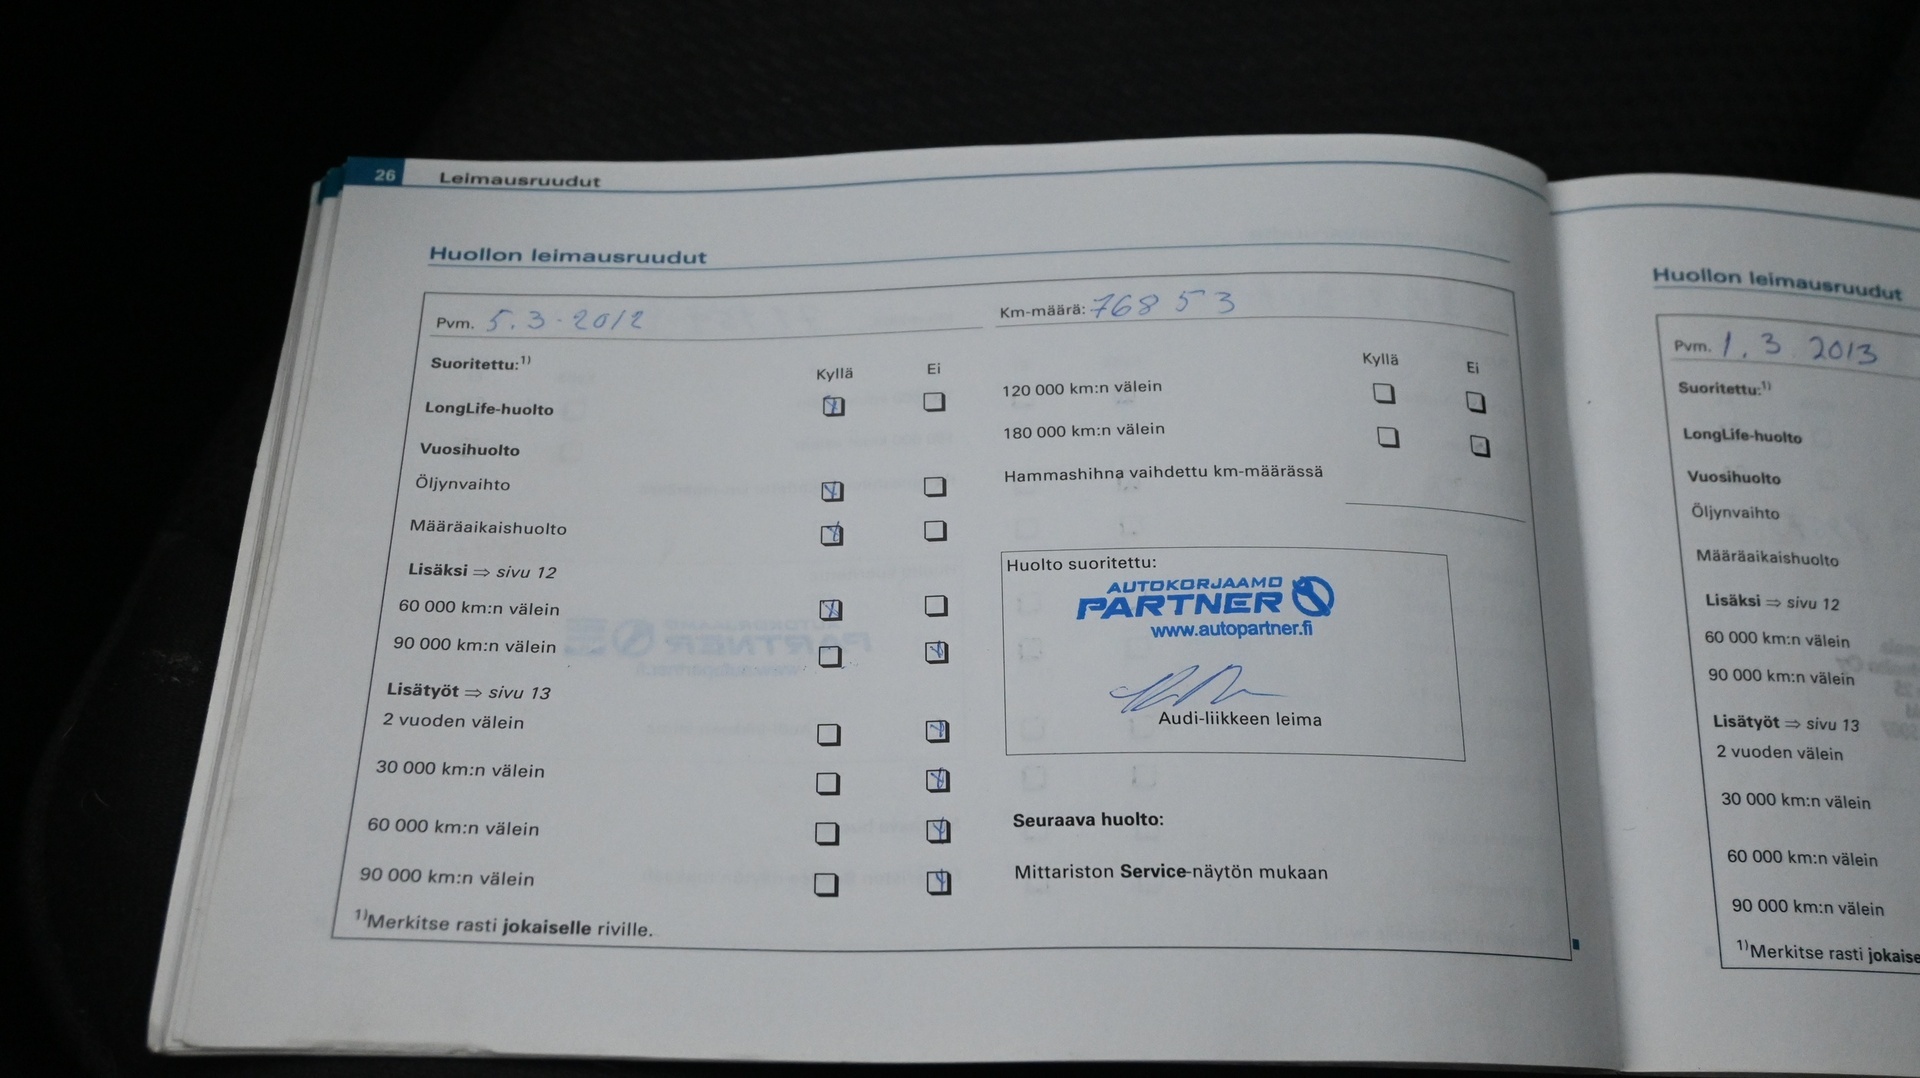 26 Leimausruudut
Huollon leimausruudut
Pvm. 5.3.2012
Km-määrä: 76853
Suoritettu:1)
Kyllä Ei
LongLife-huolto
Vuosihuolto
Öljynvaihto
Määräaikaishuolto
Lisäksi ⇒ sivu 12
60 000 km:n välein
90 000 km:n välein
Lisätyöt ⇒ sivu 13
2 vuoden välein
30 000 km:n välein
60 000 km:n välein
90 000 km:n välein
1)Merkitse rasti jokaiselle riville.
Kyllä Ei
120 000 km:n välein
180 000 km:n välein
Hammashihna vaihdettu km-määrässä
Huolto suoritettu:
AUTOKORJAAMO
PARTNER
www.autopartner.fi
Audi-liikkeen leima
Seuraava huolto:
Mittariston Service-näytön mukaan
Huollon leimausruudut
Pvm. 1.3.2013
Suoritettu:1)
LongLife-huolto
Vuosihuolto
Öljynvaihto
Määräaikaishuolto
Lisäksi ⇒ sivu 12
60 000 km:n välein
90 000 km:n välein
Lisätyöt ⇒ sivu 13
2 vuoden välein
30 000 km:n välein
60 000 km:n välein
90 000 km:n välein
1)Merkitse rasti jokaise